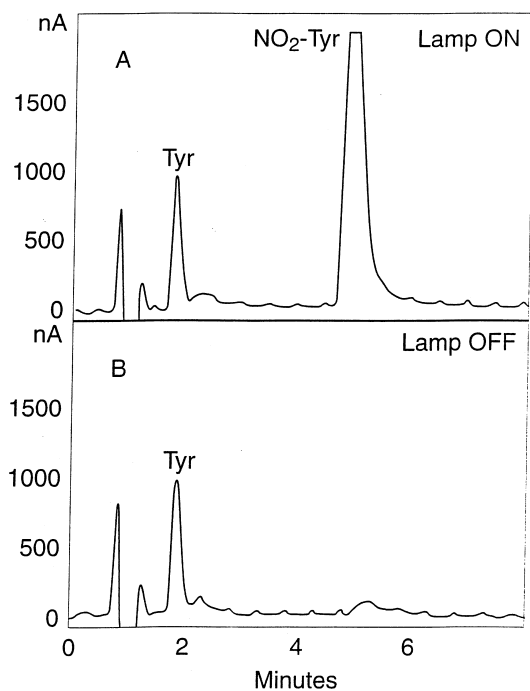 nA
NO₂-Tyr
Lamp ON
A
1500
Tyr
1000
500
0
nA
Lamp OFF
B
1500
Tyr
1000
500
0
0 2 4 6
Minutes